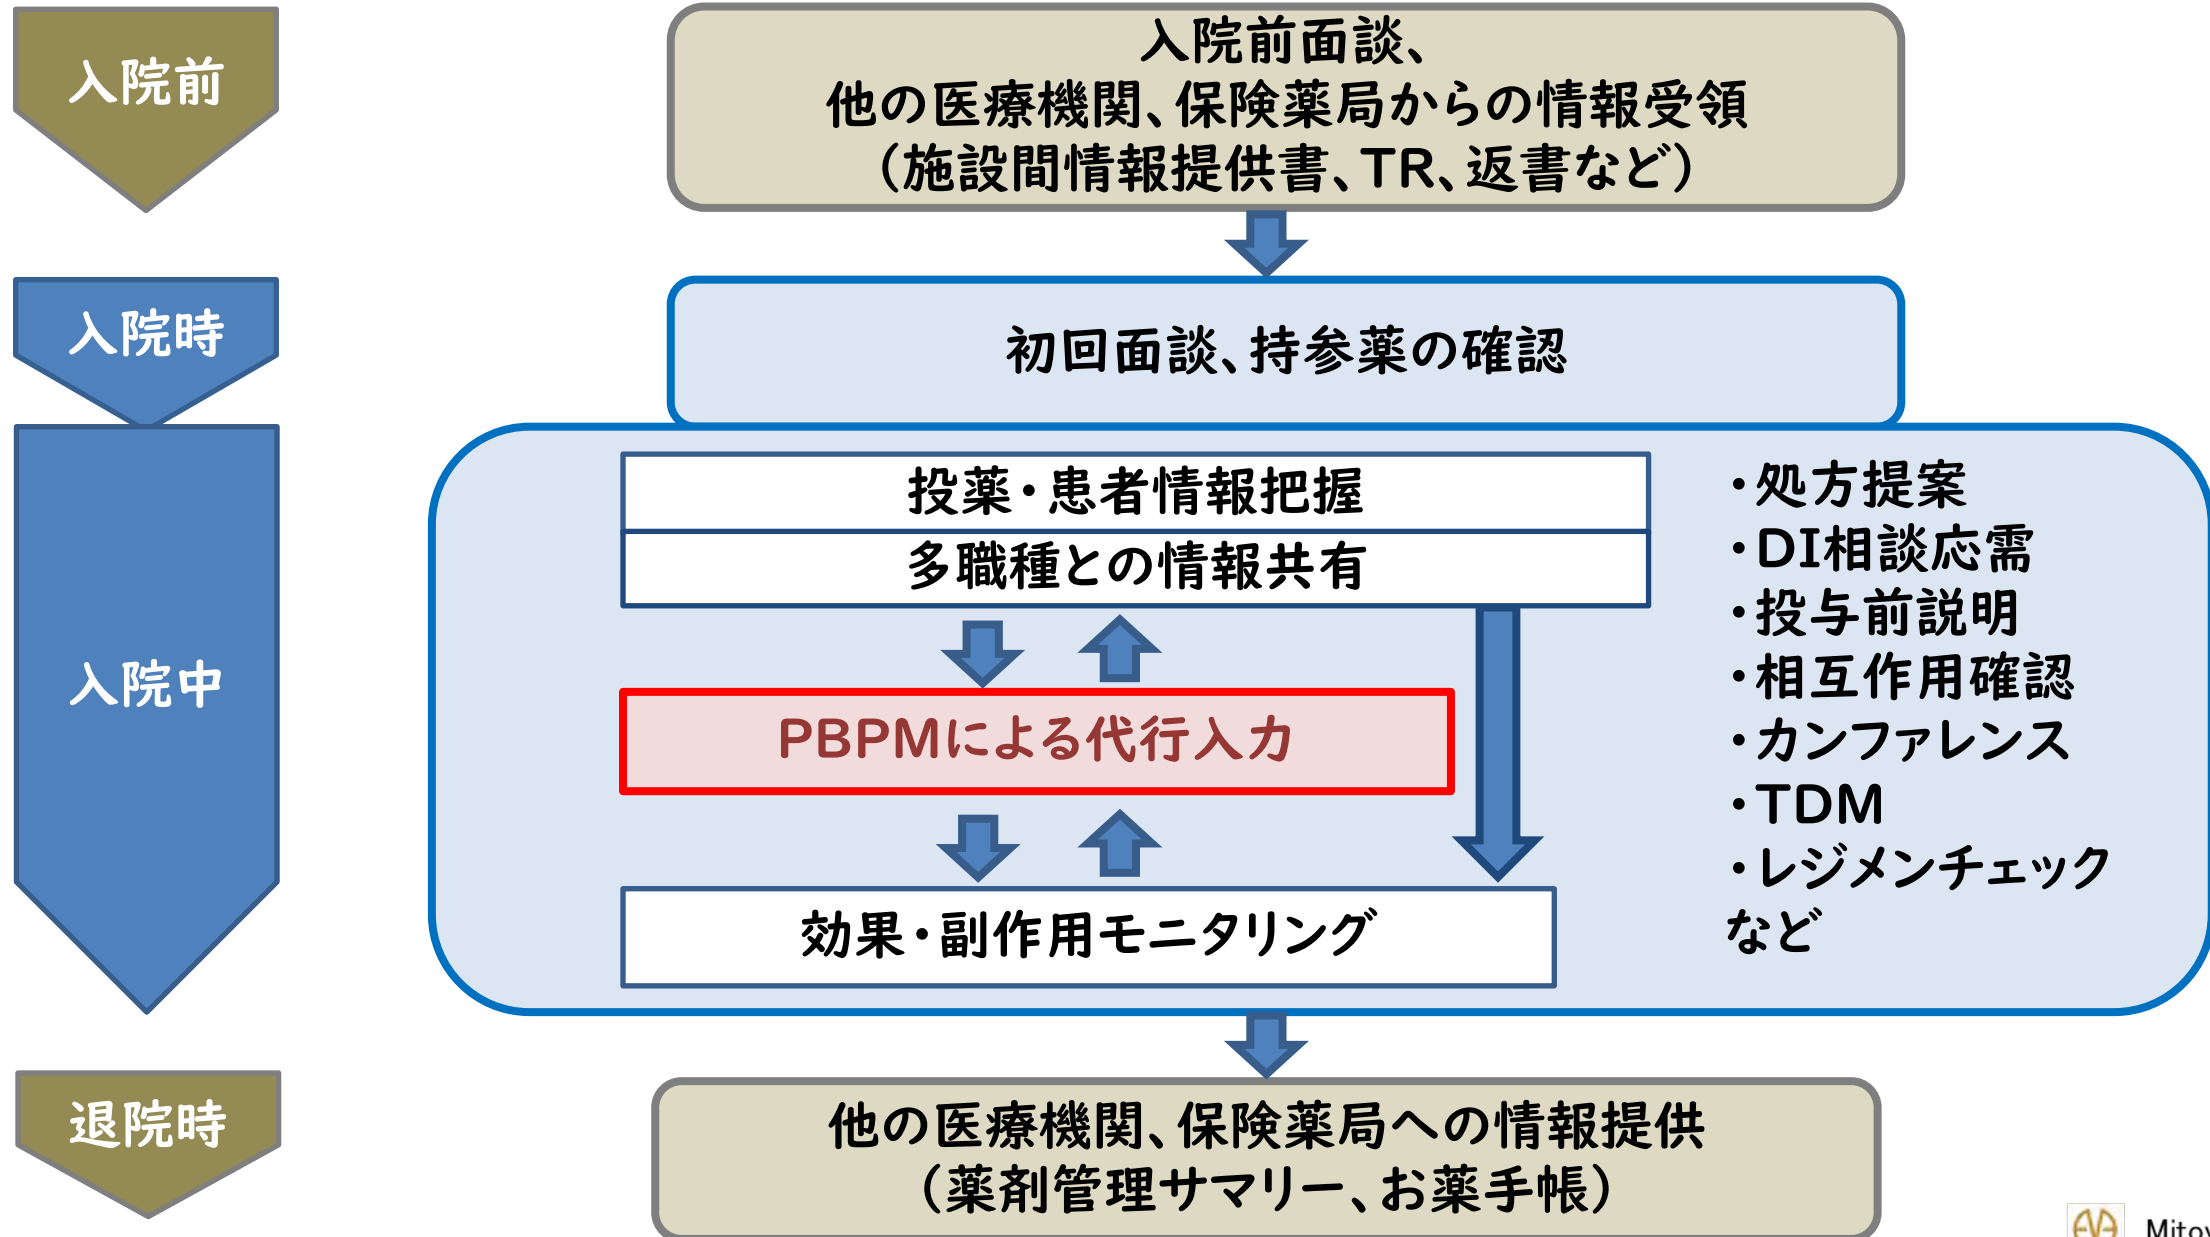 入院前
入院前面談、
他の医療機関、保険薬局からの情報受領
（施設間情報提供書、TR、返書など）
入院時
初回面談、持参薬の確認
入院中
投薬・患者情報把握
多職種との情報共有
PBPMによる代行入力
効果・副作用モニタリング
・処方提案
・DI相談応需
・投与前説明
・相互作用確認
・カンファレンス
・TDM
・レジメンチェック
など
退院時
他の医療機関、保険薬局への情報提供
（薬剤管理サマリー、お薬手帳）